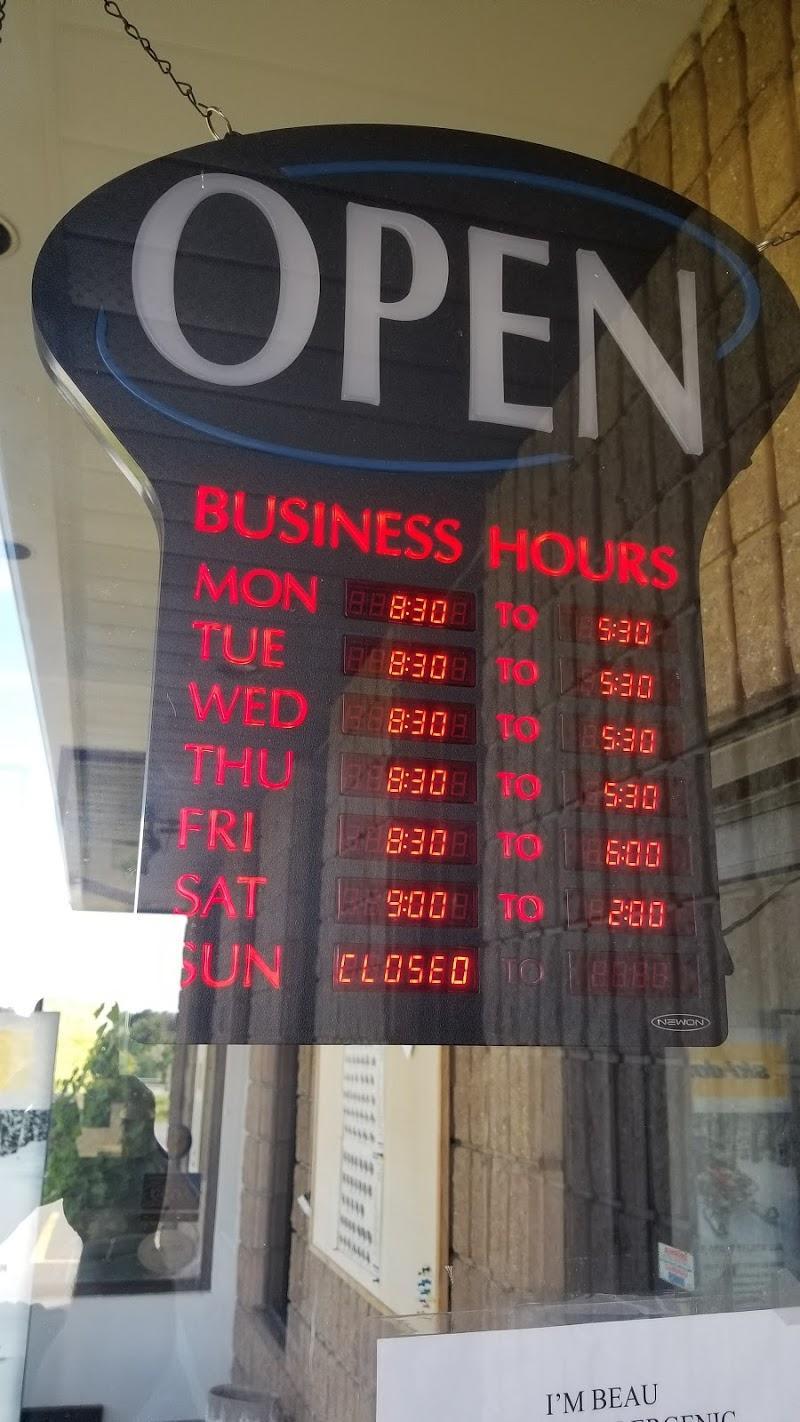 OPEN
BUSINESS HOURS
MON 8:30 TO 5:30
TUE 8:30 TO 5:30
WED 8:30 TO 5:30
THU 8:30 TO 5:30
FRI 8:30 TO 6:00
SAT 9:00 TO 2:00
SUN CLOSED TO
NEWON
ski-doo
I'M BEAU